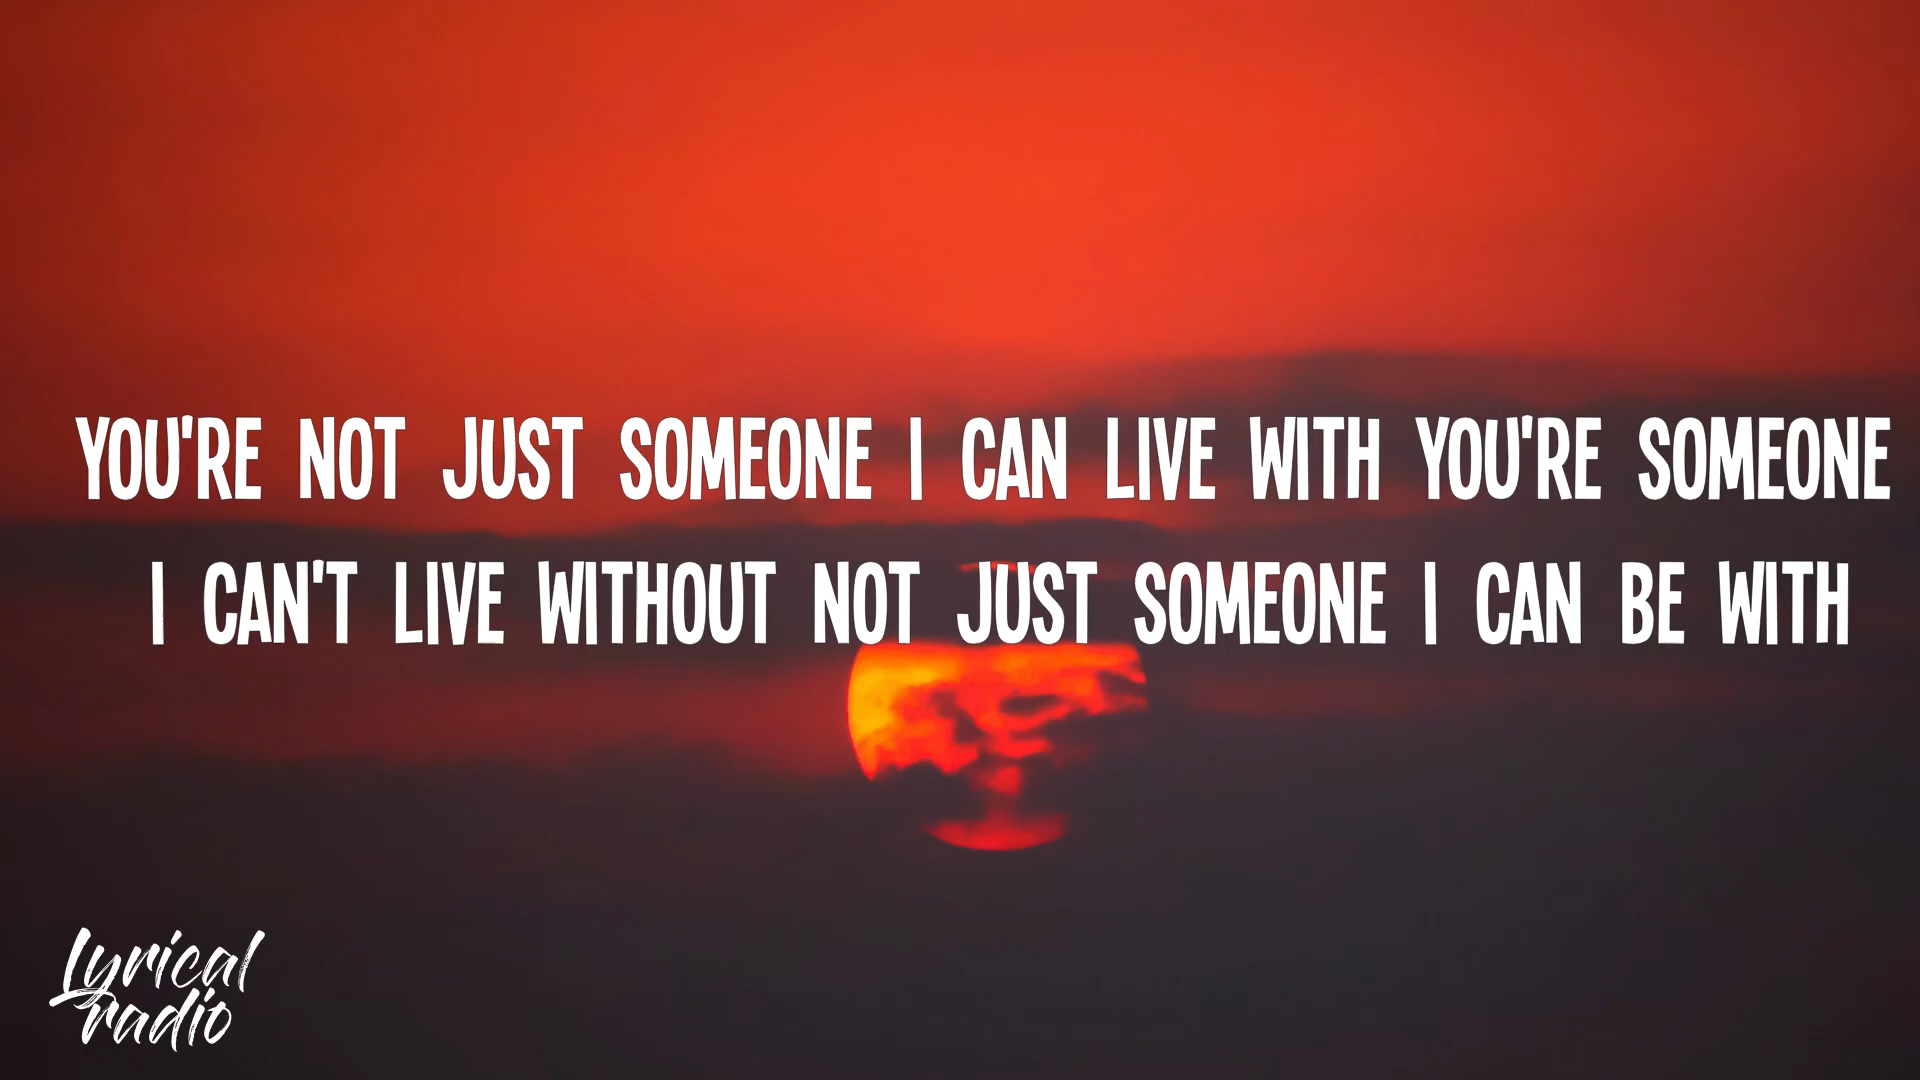 YOU'RE NOT JUST SOMEONE I CAN LIVE WITH YOU'RE SOMEONE
I CAN'T LIVE WITHOUT NOT JUST SOMEONE I CAN BE WITH
Lyrical
radio